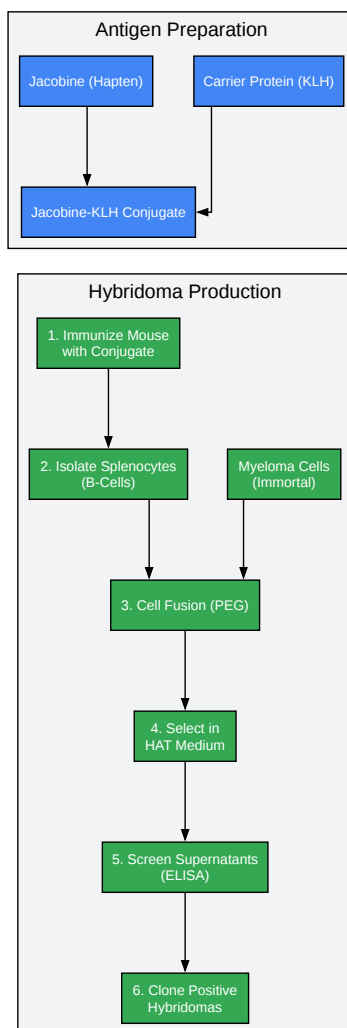 Antigen Preparation
Jacobine (Hapten)
Carrier Protein (KLH)
Jacobine-KLH Conjugate
Hybridoma Production
1. Immunize Mouse
with Conjugate
2. Isolate Splenocytes
(B-Cells)
Myeloma Cells
(Immortal)
3. Cell Fusion (PEG)
4. Select in
HAT Medium
5. Screen Supernatants
(ELISA)
6. Clone Positive
Hybridomas